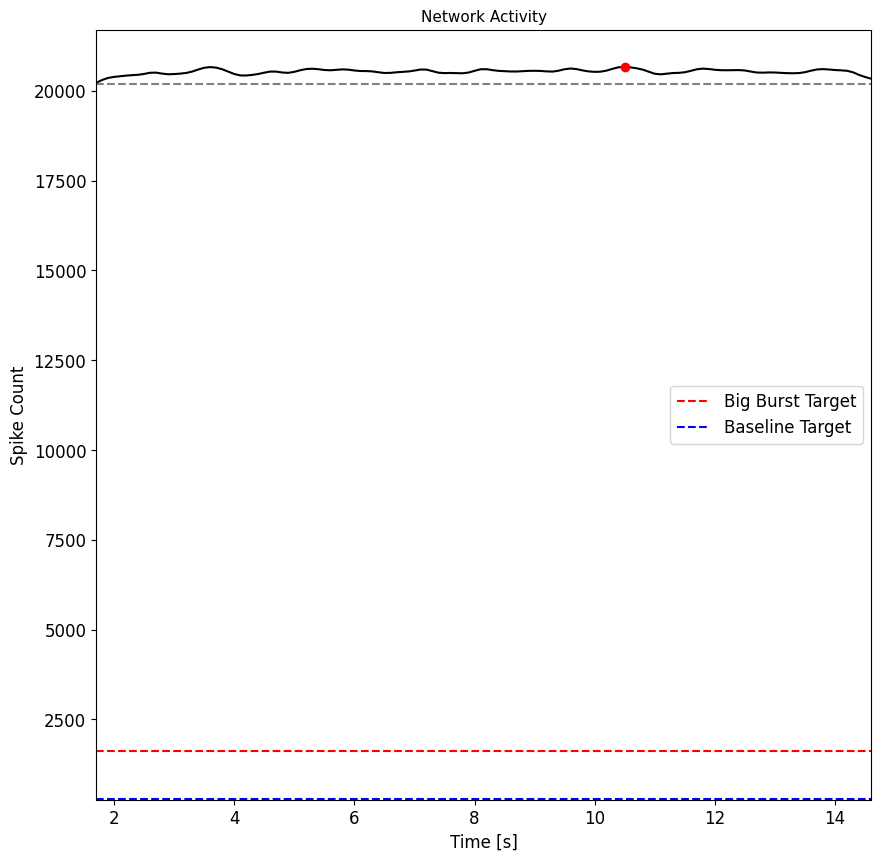 Network Activity
20000
17500
15000
12500
10000
7500
5000
2500
Spike Count
Big Burst Target
Baseline Target
2 4 6 8 10 12 14
Time [s]